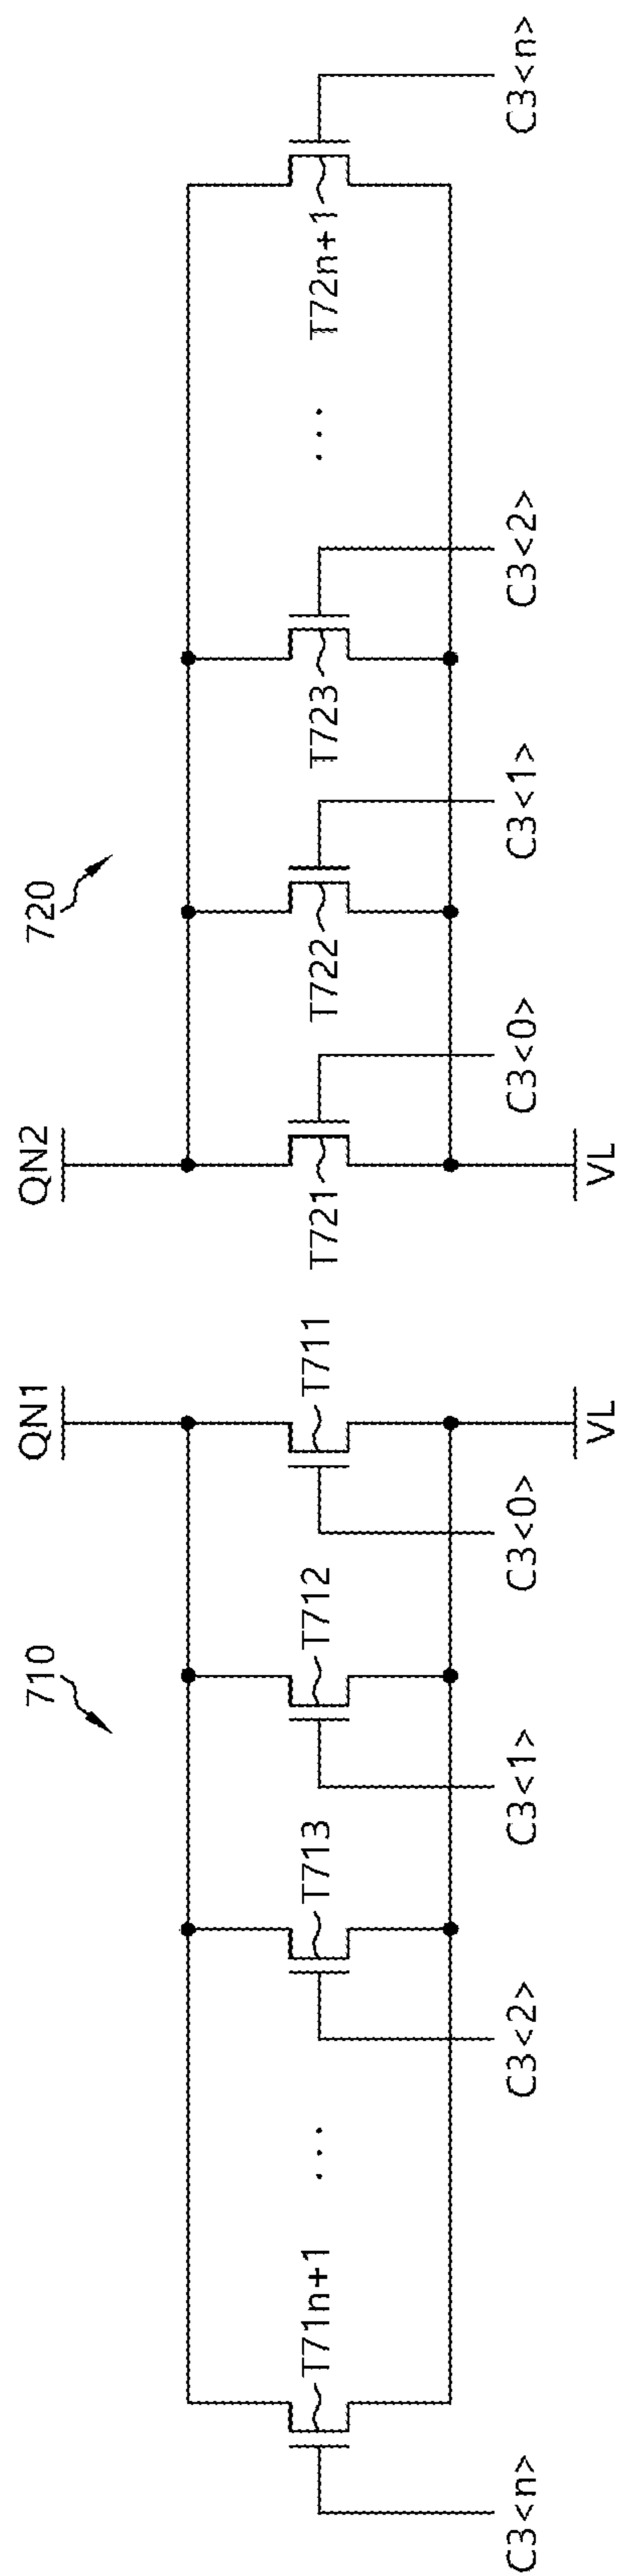 710
720
QN1
QN2
T71n+1
...
T713
T712
T711
T721
T722
T723
...
T72n+1
C3<n>
C3<2>
C3<1>
C3<0>
C3<0>
C3<1>
C3<2>
C3<n>
VL
VL